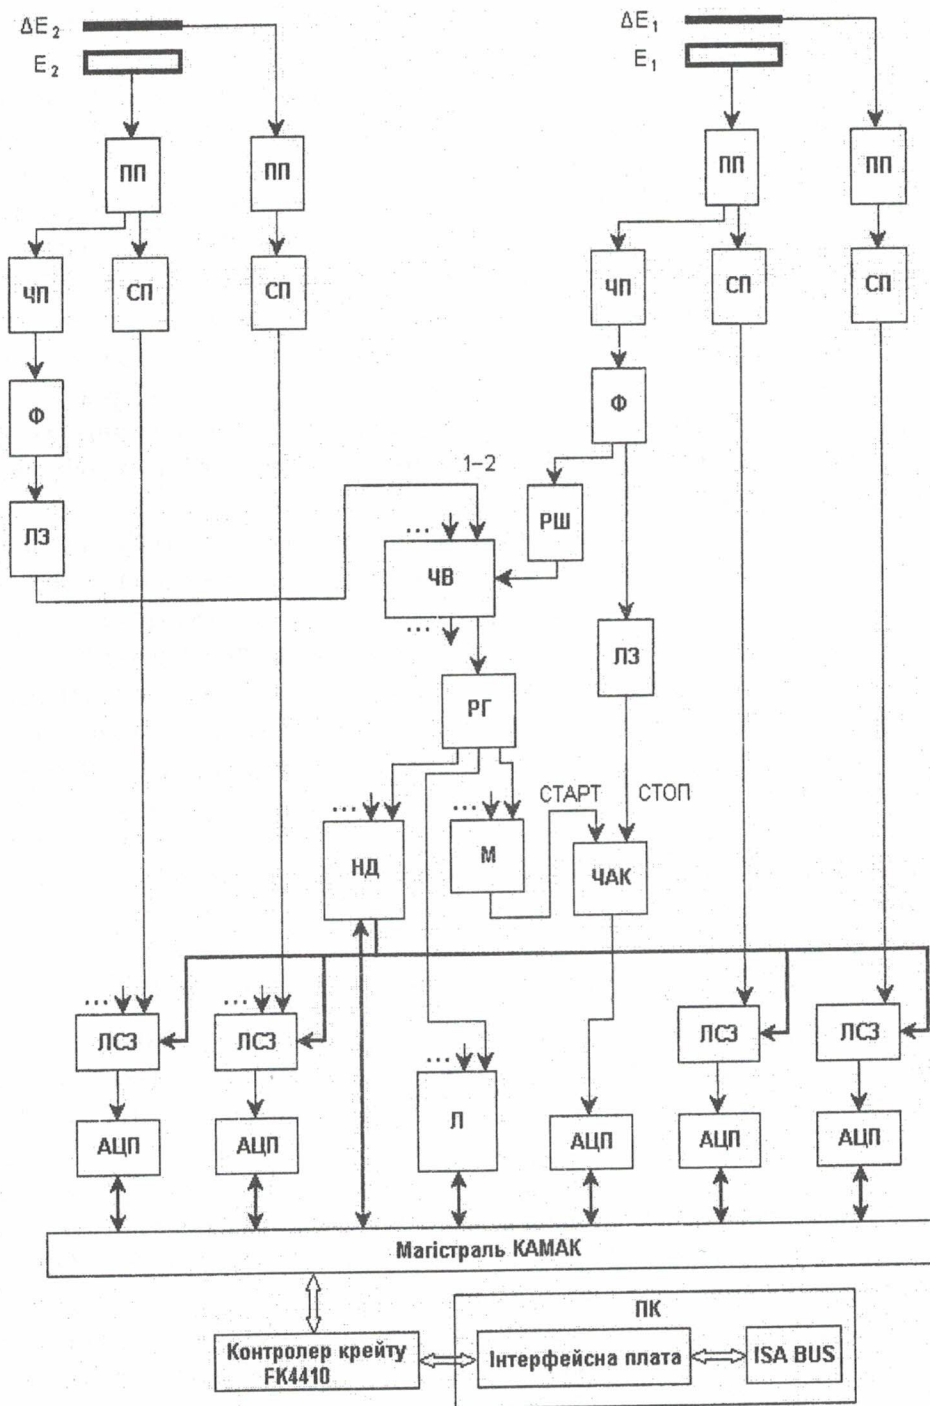 ΔE₂
ΔE₁
E₂
E₁
ПП
ПП
ПП
ПП
ЧП
СП
СП
ЧП
СП
СП
Ф
Ф
1–2
ЛЗ
...
ЧВ
РШ
...
ЛЗ
РГ
...
...
СТАРТ
СТОП
НД
М
ЧАК
...
...
ЛСЗ
ЛСЗ
ЛСЗ
ЛСЗ
...
Л
АЦП
АЦП
АЦП
АЦП
АЦП
Магістраль КАМАК
ПК
Контролер крейту
FK4410
Інтерфейсна плата
ISA BUS